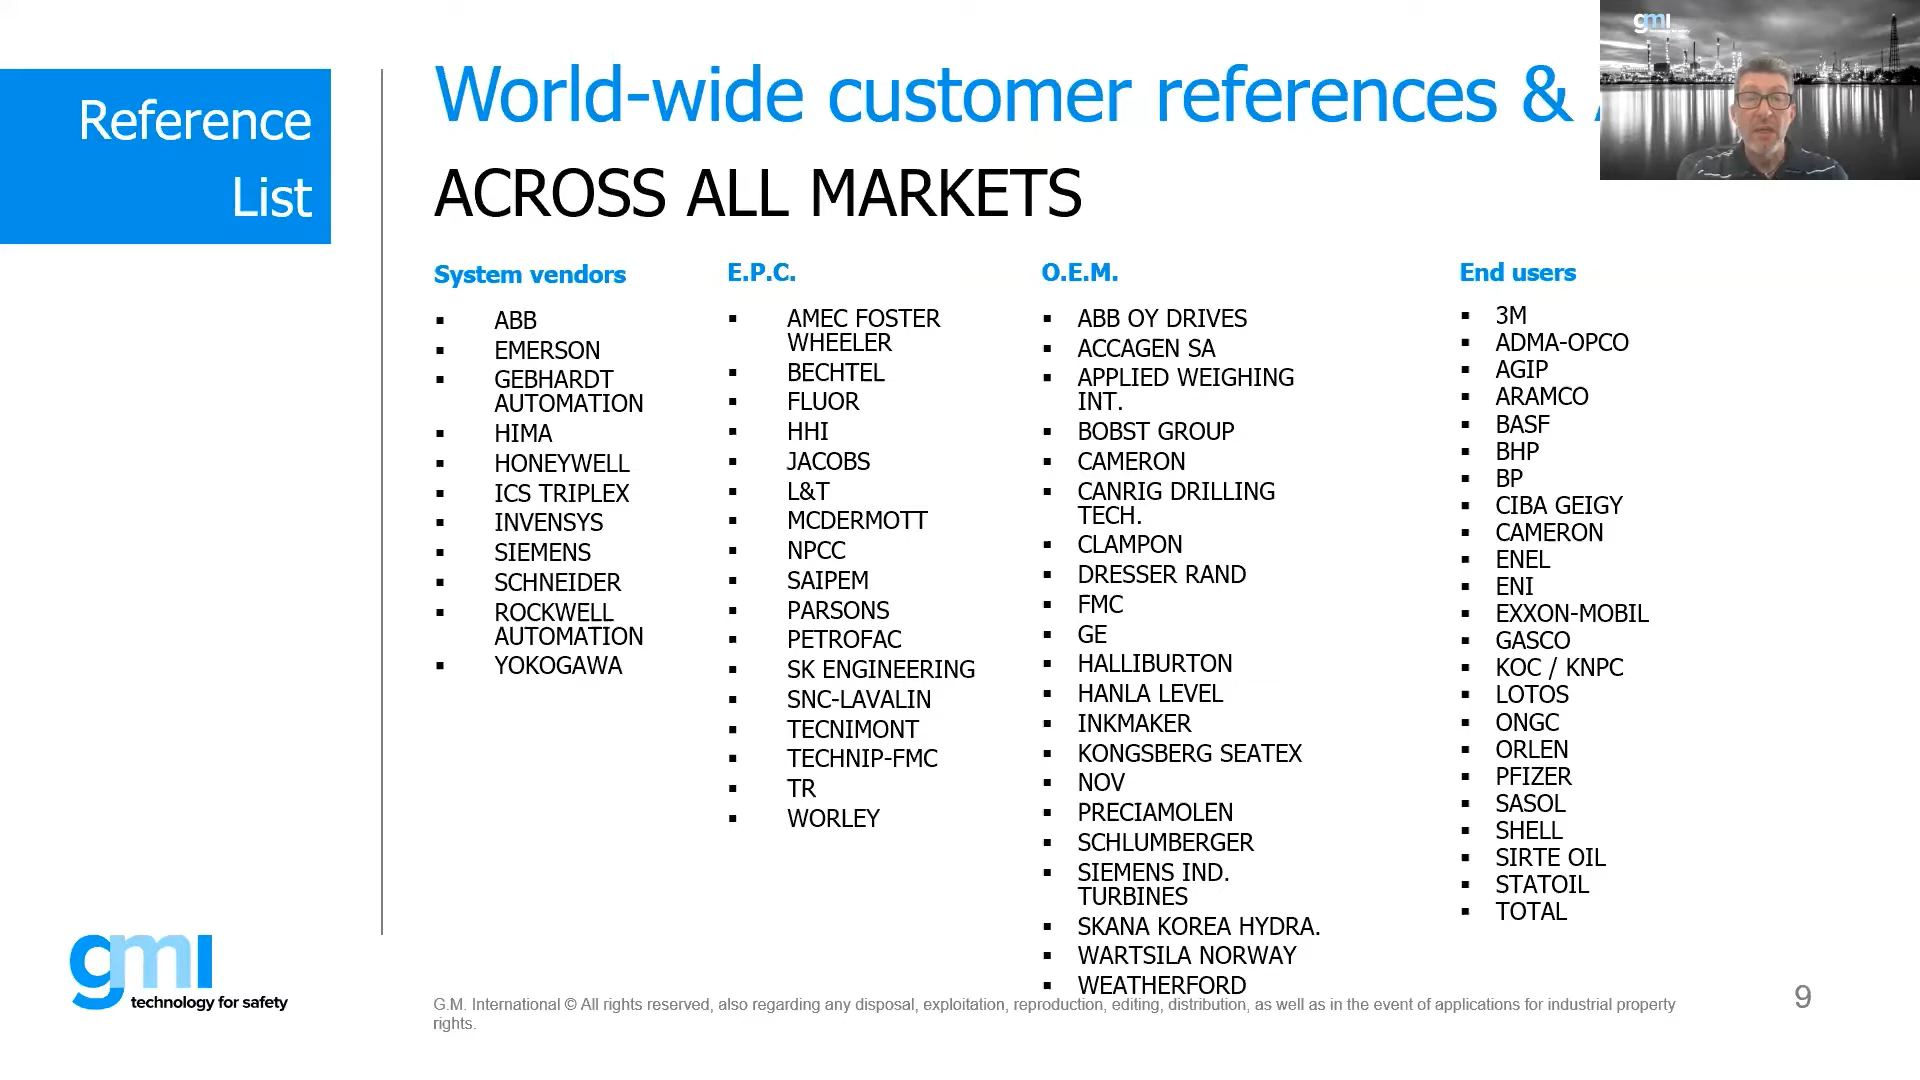 Reference
List
World-wide customer references &
ACROSS ALL MARKETS
System vendors
ABB
EMERSON
GEBHARDT
AUTOMATION
HIMA
HONEYWELL
ICS TRIPLEX
INVENSYS
SIEMENS
SCHNEIDER
ROCKWELL
AUTOMATION
YOKOGAWA
E.P.C.
AMEC FOSTER
WHEELER
BECHTEL
FLUOR
HHI
JACOBS
L&T
MCDERMOTT
NPCC
SAIPEM
PARSONS
PETROFAC
SK ENGINEERING
SNC-LAVALIN
TECNIMONT
TECHNIP-FMC
TR
WORLEY
O.E.M.
ABB OY DRIVES
ACCAGEN SA
APPLIED WEIGHING
INT.
BOBST GROUP
CAMERON
CANRIG DRILLING
TECH.
CLAMPON
DRESSER RAND
FMC
GE
HALLIBURTON
HANLA LEVEL
INKMAKER
KONGSBERG SEATEX
NOV
PRECIAMOLEN
SCHLUMBERGER
SIEMENS IND.
TURBINES
SKANA KOREA HYDRA.
WARTSILA NORWAY
WEATHERFORD
End users
3M
ADMA-OPCO
AGIP
ARAMCO
BASF
BHP
BP
CIBA GEIGY
CAMERON
ENEL
ENI
EXXON-MOBIL
GASCO
KOC / KNPC
LOTOS
ONGC
ORLEN
PFIZER
SASOL
SHELL
SIRTE OIL
STATOIL
TOTAL
gmi
technology for safety
gmi
technology for safety
G.M. International © All rights reserved, also regarding any disposal, exploitation, reproduction, editing, distribution, as well as in the event of applications for industrial property
rights.
9